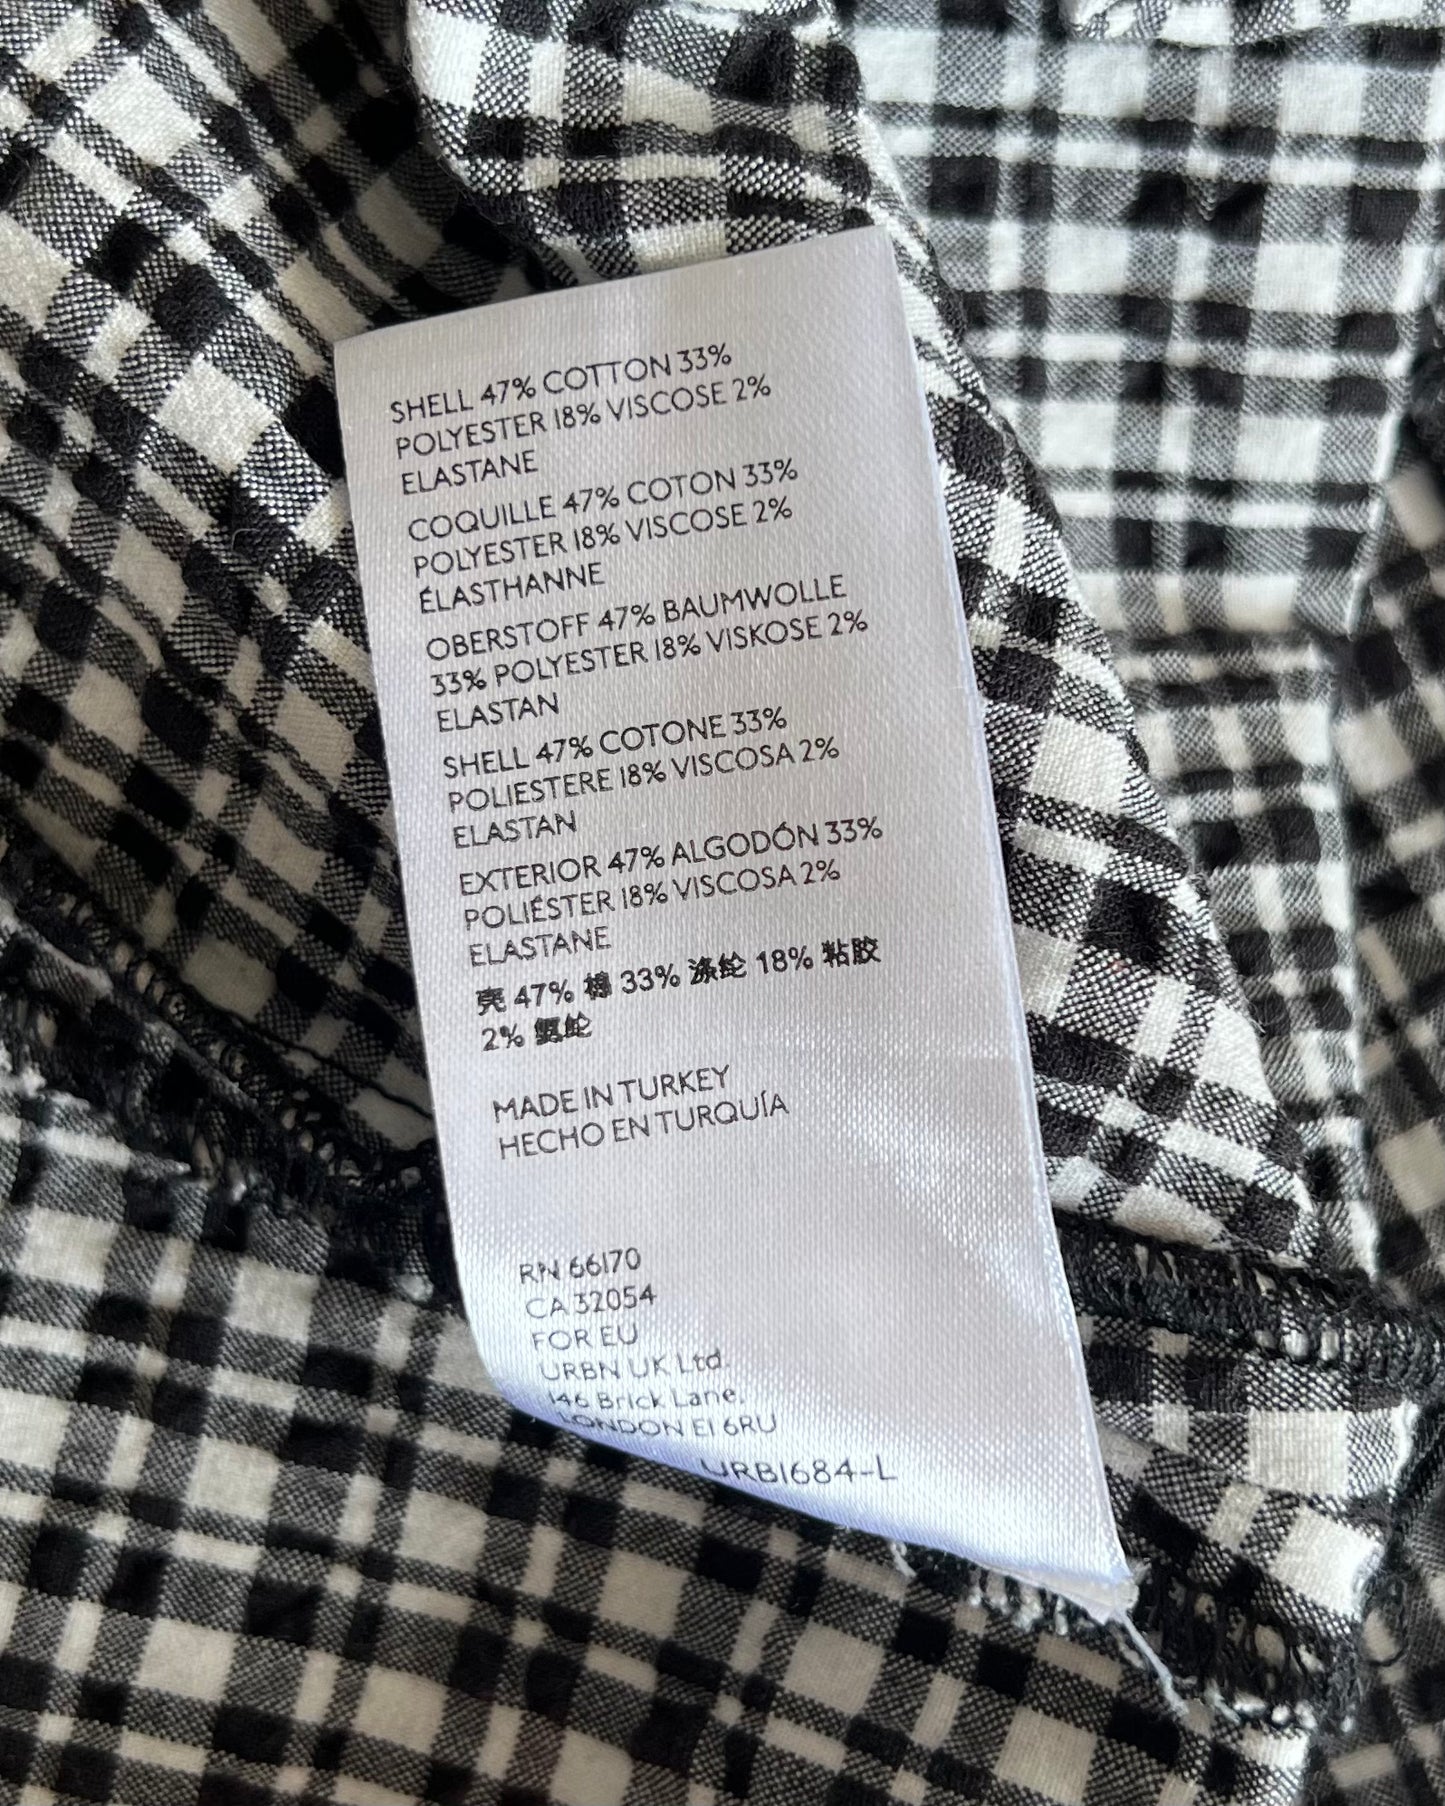 SHELL 47% COTTON 33%
POLYESTER 18% VISCOSE 2%
ELASTANE
COQUILLE 47% COTON 33%
POLYESTER 18% VISCOSE 2%
ÉLASTHANNE
OBERSTOFF 47% BAUMWOLLE
33% POLYESTER 18% VISKOSE 2%
ELASTAN
SHELL 47% COTONE 33%
POLIESTERE 18% VISCOSA 2%
ELASTAN
EXTERIOR 47% ALGODÓN 33%
POLIÉSTER 18% VISCOSA 2%
ELASTANE
壳 47% 棉 33% 涤纶 18% 粘胶
2% 氨纶
MADE IN TURKEY
HECHO EN TURQUÍA
RN 66170
CA 32054
FOR EU
URBN UK Ltd.
146 Brick Lane,
LONDON E1 6RU
URB1684-L